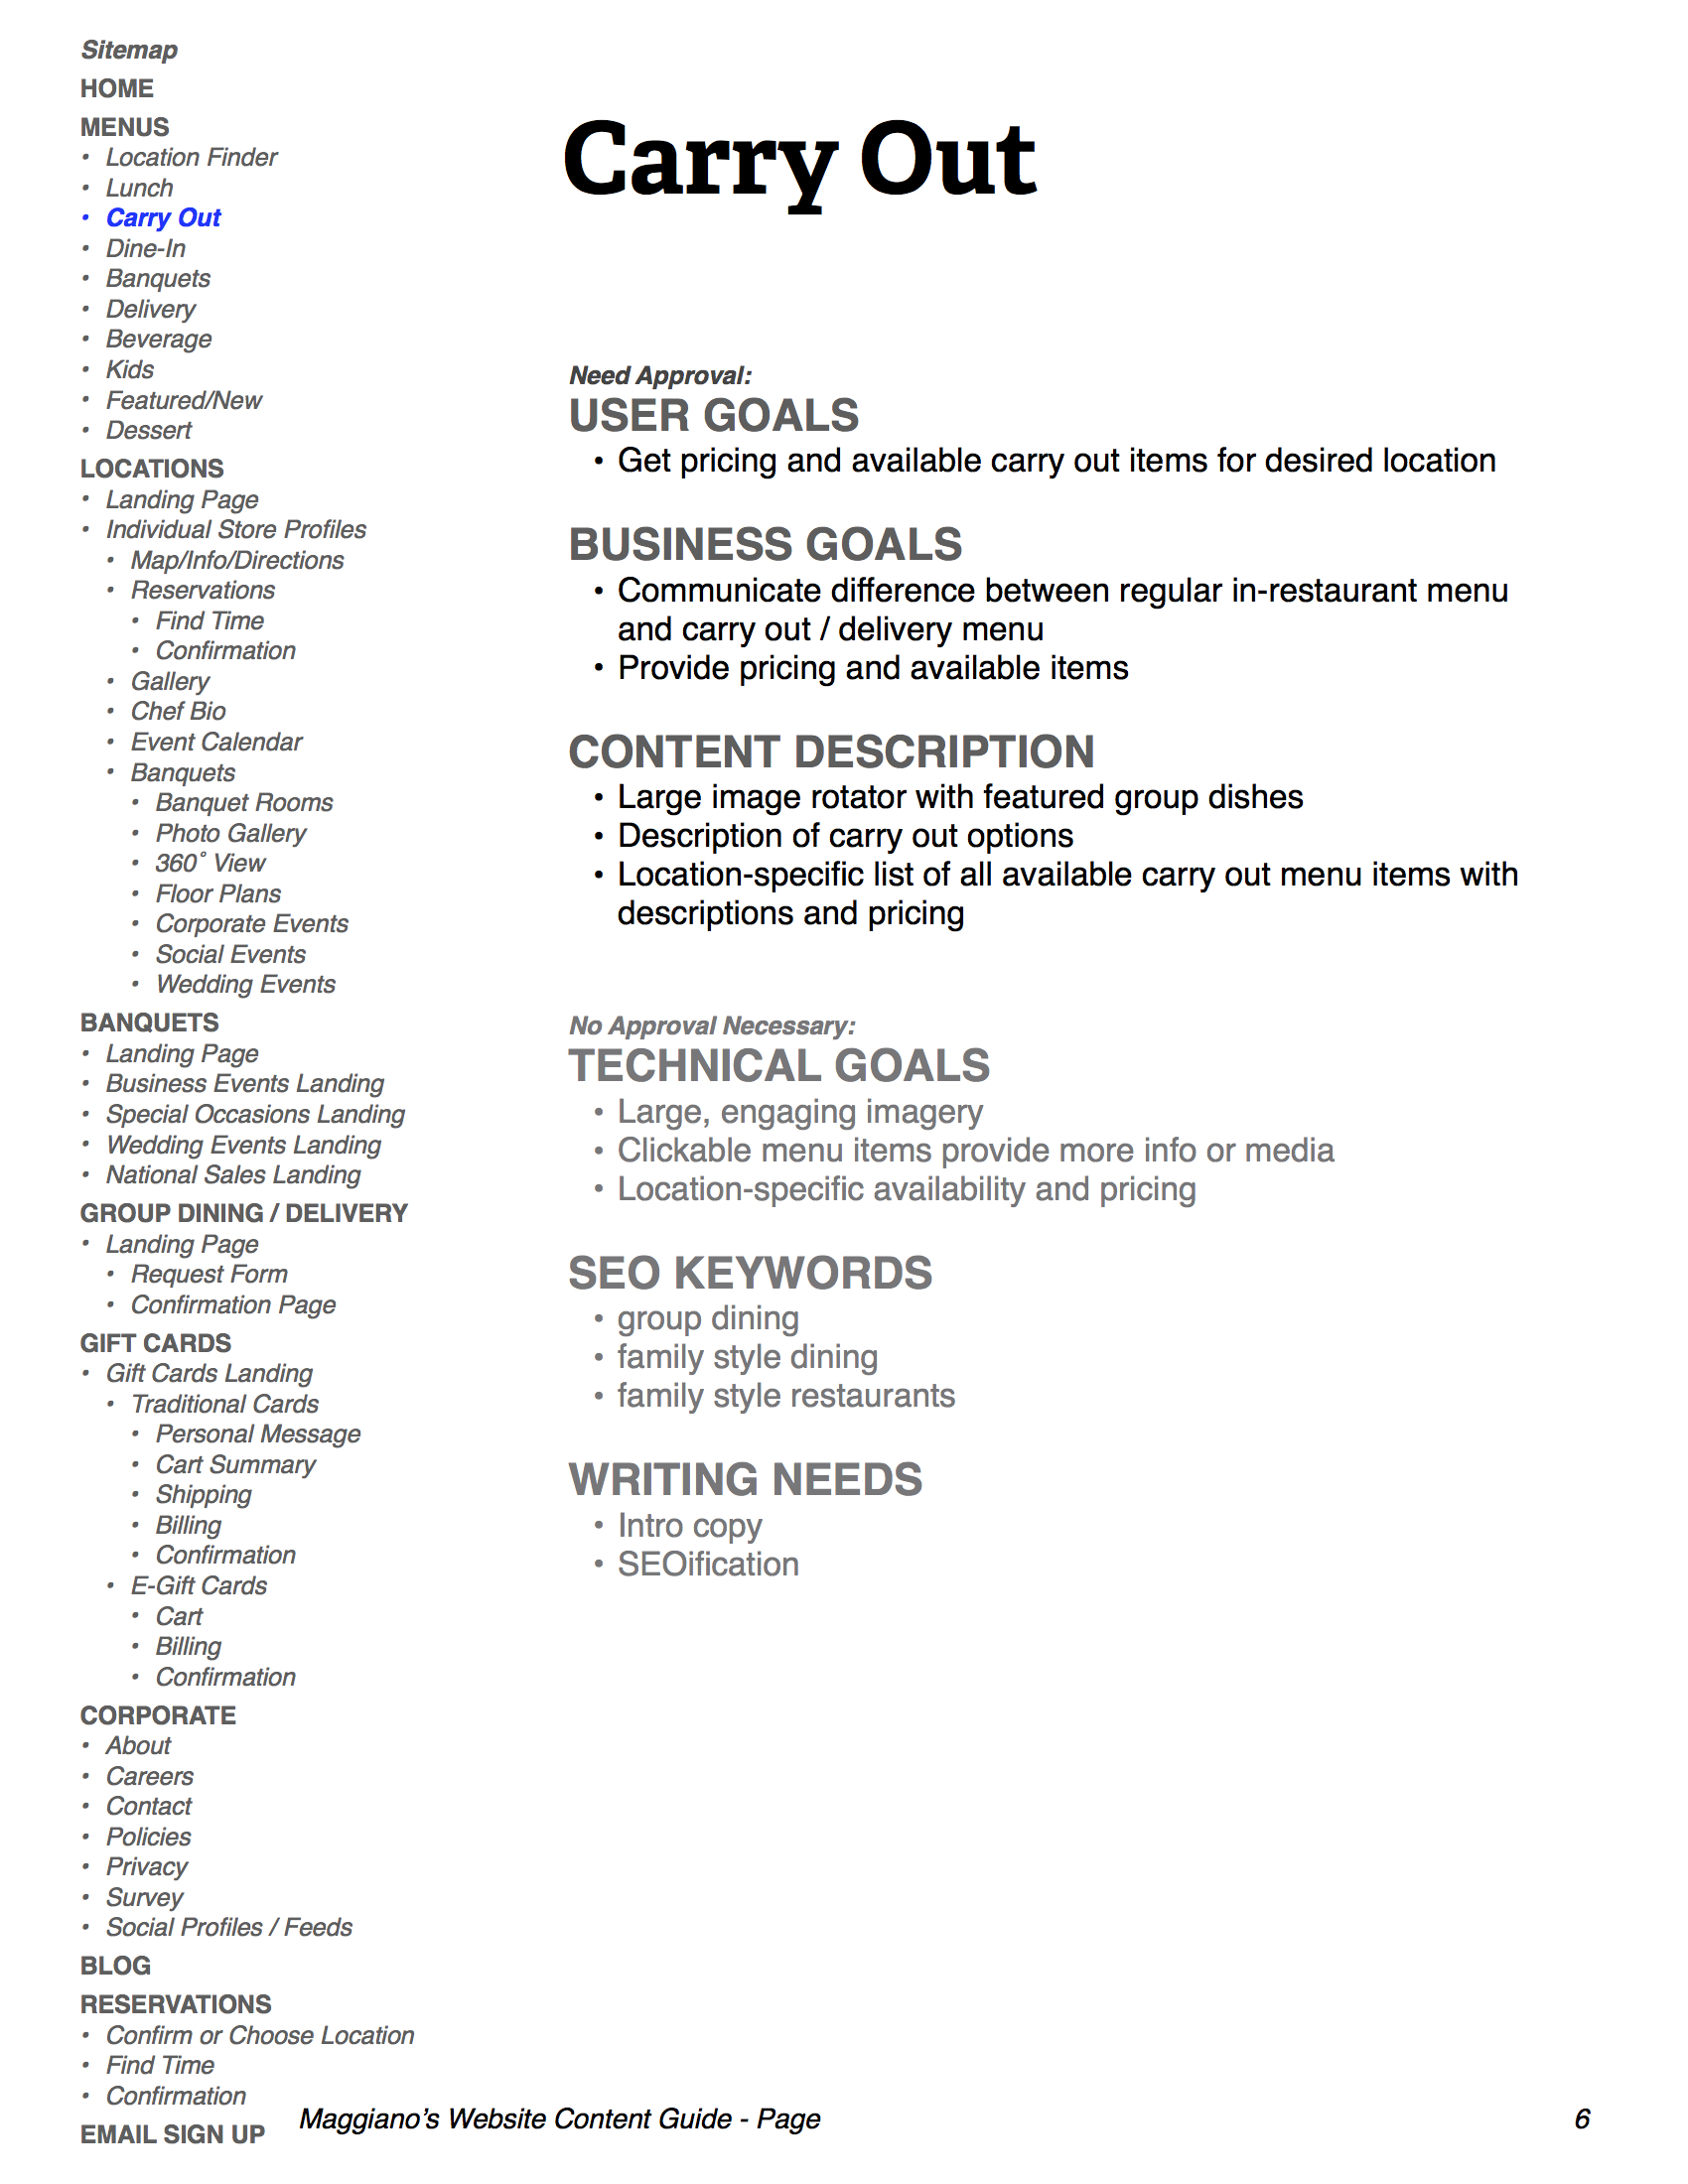 Sitemap
HOME
MENUS
• Location Finder
• Lunch
• Carry Out
• Dine-In
• Banquets
• Delivery
• Beverage
• Kids
• Featured/New
• Dessert
LOCATIONS
• Landing Page
• Individual Store Profiles
• Map/Info/Directions
• Reservations
• Find Time
• Confirmation
• Gallery
• Chef Bio
• Event Calendar
• Banquets
• Banquet Rooms
• Photo Gallery
• 360˚ View
• Floor Plans
• Corporate Events
• Social Events
• Wedding Events
BANQUETS
• Landing Page
• Business Events Landing
• Special Occasions Landing
• Wedding Events Landing
• National Sales Landing
GROUP DINING / DELIVERY
• Landing Page
• Request Form
• Confirmation Page
GIFT CARDS
• Gift Cards Landing
• Traditional Cards
• Personal Message
• Cart Summary
• Shipping
• Billing
• Confirmation
• E-Gift Cards
• Cart
• Billing
• Confirmation
CORPORATE
• About
• Careers
• Contact
• Policies
• Privacy
• Survey
• Social Profiles / Feeds
BLOG
RESERVATIONS
• Confirm or Choose Location
• Find Time
• Confirmation
EMAIL SIGN UP
Carry Out
Need Approval:
USER GOALS
• Get pricing and available carry out items for desired location
BUSINESS GOALS
• Communicate difference between regular in-restaurant menu
and carry out / delivery menu
• Provide pricing and available items
CONTENT DESCRIPTION
• Large image rotator with featured group dishes
• Description of carry out options
• Location-specific list of all available carry out menu items with
descriptions and pricing
No Approval Necessary:
TECHNICAL GOALS
• Large, engaging imagery
• Clickable menu items provide more info or media
• Location-specific availability and pricing
SEO KEYWORDS
• group dining
• family style dining
• family style restaurants
WRITING NEEDS
• Intro copy
• SEOification
Maggiano’s Website Content Guide - Page 6